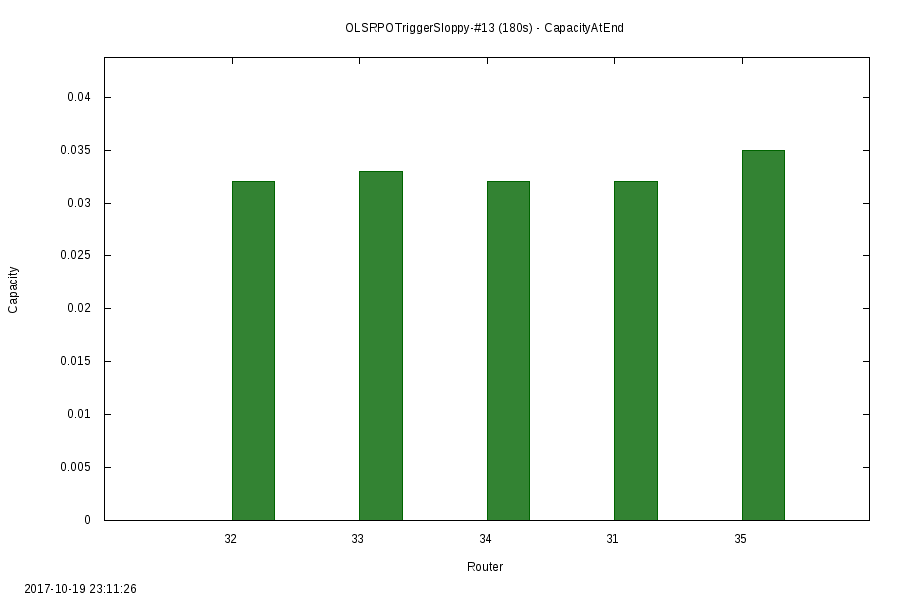 OLSRPOTriggerSloppy-#13 (180s) - CapacityAtEnd
0.04
0.035
0.03
0.025
0.02
0.015
0.01
0.005
0
Capacity
32 33 34 31 35
Router
2017-10-19 23:11:26